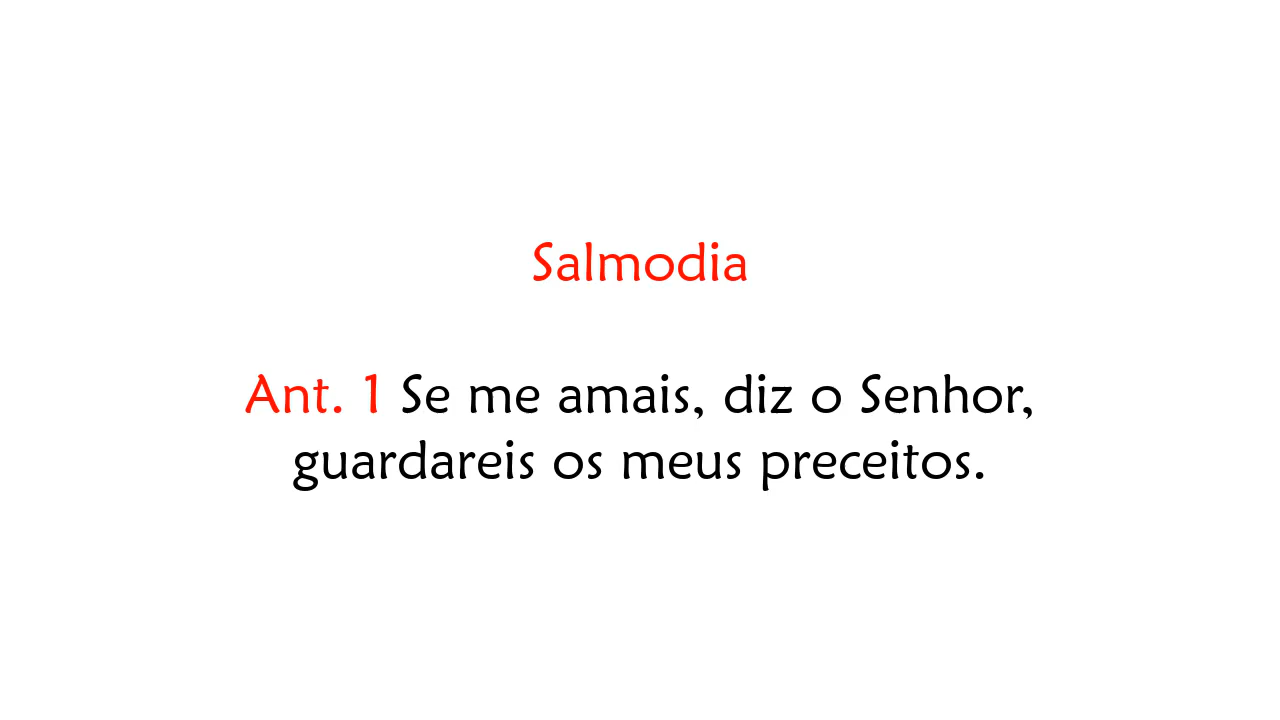 Salmodia
Ant. 1 Se me amais, diz o Senhor,
guardareis os meus preceitos.